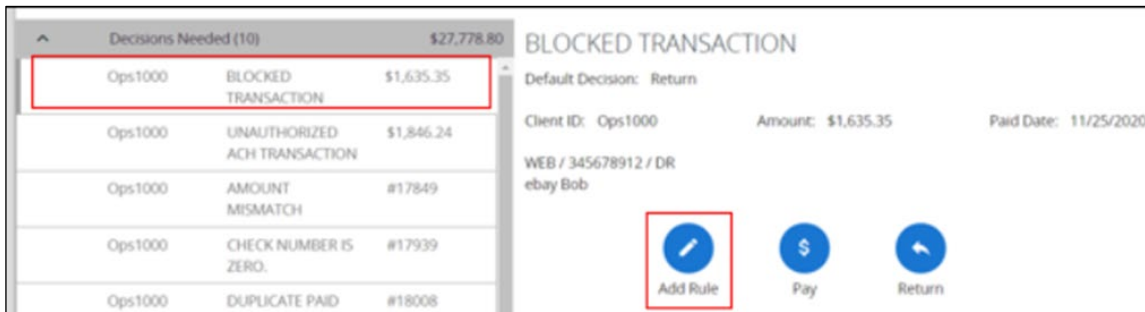 Decisions Needed (10) $27,778.80
Ops1000 BLOCKED $1,635.35
TRANSACTION
Ops1000 UNAUTHORIZED $1,846.24
ACH TRANSACTION
Ops1000 AMOUNT #17849
MISMATCH
Ops1000 CHECK NUMBER IS #17939
ZERO.
Ops1000 DUPLICATE PAID #18008
BLOCKED TRANSACTION
Default Decision: Return
Client ID: Ops1000 Amount: $1,635.35 Paid Date: 11/25/2020
WEB / 345678912 / DR
ebay Bob
$
Add Rule Pay Return